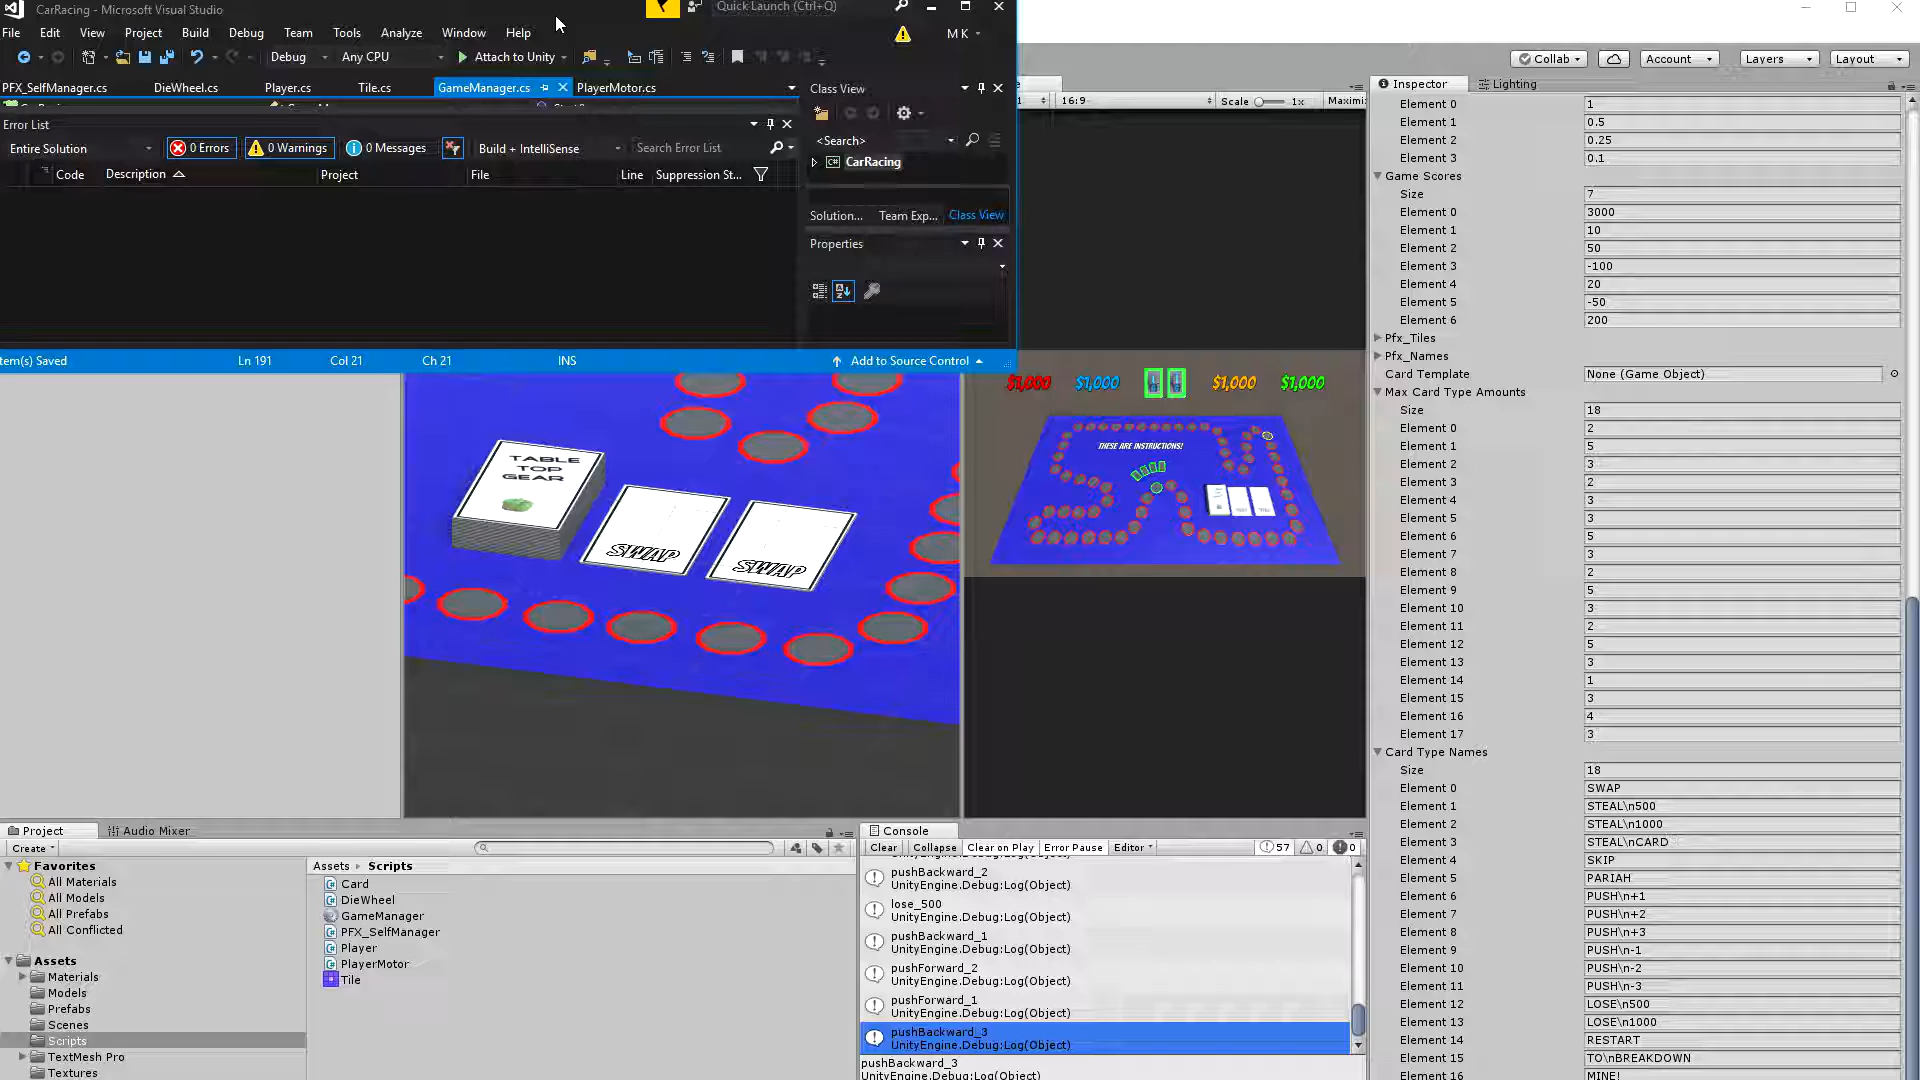 CarRacing - Microsoft Visual Studio
Quick Launch (Ctrl+Q)
File Edit View Project Build Debug Team Tools Analyze Window Help
M K
Debug Any CPU Attach to Unity
PFX_SelfManager.cs DieWheel.cs Player.cs Tile.cs GameManager.cs PlayerMotor.cs
Class View
Error List
<Search>
CarRacing
Entire Solution 0 Errors 0 Warnings 0 Messages Build + IntelliSense Search Error List
Code Description Project File Line Suppression St...
Solution... Team Exp... Class View
Properties
tem(s) Saved Ln 191 Col 21 Ch 21 INS Add to Source Control
Collab Account Layers Layout
16:9 Scale 1x Maximi
Inspector Lighting
Element 0 1
Element 1 0.5
Element 2 0.25
Element 3 0.1
Game Scores
Size 7
Element 0 3000
Element 1 10
Element 2 50
Element 3 -100
Element 4 20
Element 5 -50
Element 6 200
Pfx_Tiles
Pfx_Names
Card Template None (Game Object)
Max Card Type Amounts
Size 18
Element 0 2
Element 1 5
Element 2 3
Element 3 2
Element 4 3
Element 5 3
Element 6 5
Element 7 3
Element 8 2
Element 9 5
Element 10 3
Element 11 2
Element 12 5
Element 13 3
Element 14 1
Element 15 3
Element 16 4
Element 17 3
Card Type Names
Size 18
Element 0 SWAP
Element 1 STEAL\n500
Element 2 STEAL\n1000
Element 3 STEAL\nCARD
Element 4 SKIP
Element 5 PARIAH
Element 6 PUSH\n+1
Element 7 PUSH\n+2
Element 8 PUSH\n+3
Element 9 PUSH\n-1
Element 10 PUSH\n-2
Element 11 PUSH\n-3
Element 12 LOSE\n500
Element 13 LOSE\n1000
Element 14 RESTART
Element 15 TO\nBREAKDOWN
Element 16 MINE!
TABLE
TOP
GEAR
SWAP
SWAP
$1,000 $1,000 $1,000 $1,000
THESE ARE INSTRUCTIONS!
Project Audio Mixer
Create
Favorites
All Materials
All Models
All Prefabs
All Conflicted
Assets
Materials
Models
Prefabs
Scenes
Scripts
TextMesh Pro
Textures
Assets Scripts
Card
DieWheel
GameManager
PFX_SelfManager
Player
PlayerMotor
Tile
Console
Clear Collapse Clear on Play Error Pause Editor 57 0 0
UnityEngine.Debug:Log(Object)
pushBackward_2
UnityEngine.Debug:Log(Object)
lose_500
UnityEngine.Debug:Log(Object)
pushBackward_1
UnityEngine.Debug:Log(Object)
pushForward_2
UnityEngine.Debug:Log(Object)
pushForward_1
UnityEngine.Debug:Log(Object)
pushBackward_3
UnityEngine.Debug:Log(Object)
pushBackward_3
UnityEngine.Debug:Log(Object)